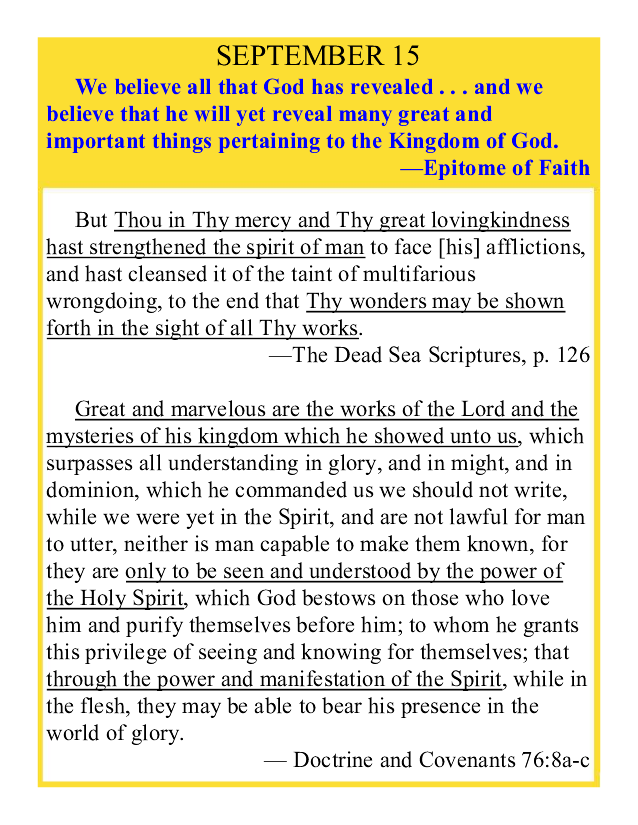 SEPTEMBER 15
We believe all that God has revealed . . . and we
believe that he will yet reveal many great and
important things pertaining to the Kingdom of God.
—Epitome of Faith
But Thou in Thy mercy and Thy great lovingkindness
hast strengthened the spirit of man to face [his] afflictions,
and hast cleansed it of the taint of multifarious
wrongdoing, to the end that Thy wonders may be shown
forth in the sight of all Thy works.
—The Dead Sea Scriptures, p. 126
Great and marvelous are the works of the Lord and the
mysteries of his kingdom which he showed unto us, which
surpasses all understanding in glory, and in might, and in
dominion, which he commanded us we should not write,
while we were yet in the Spirit, and are not lawful for man
to utter, neither is man capable to make them known, for
they are only to be seen and understood by the power of
the Holy Spirit, which God bestows on those who love
him and purify themselves before him; to whom he grants
this privilege of seeing and knowing for themselves; that
through the power and manifestation of the Spirit, while in
the flesh, they may be able to bear his presence in the
world of glory.
— Doctrine and Covenants 76:8a-c